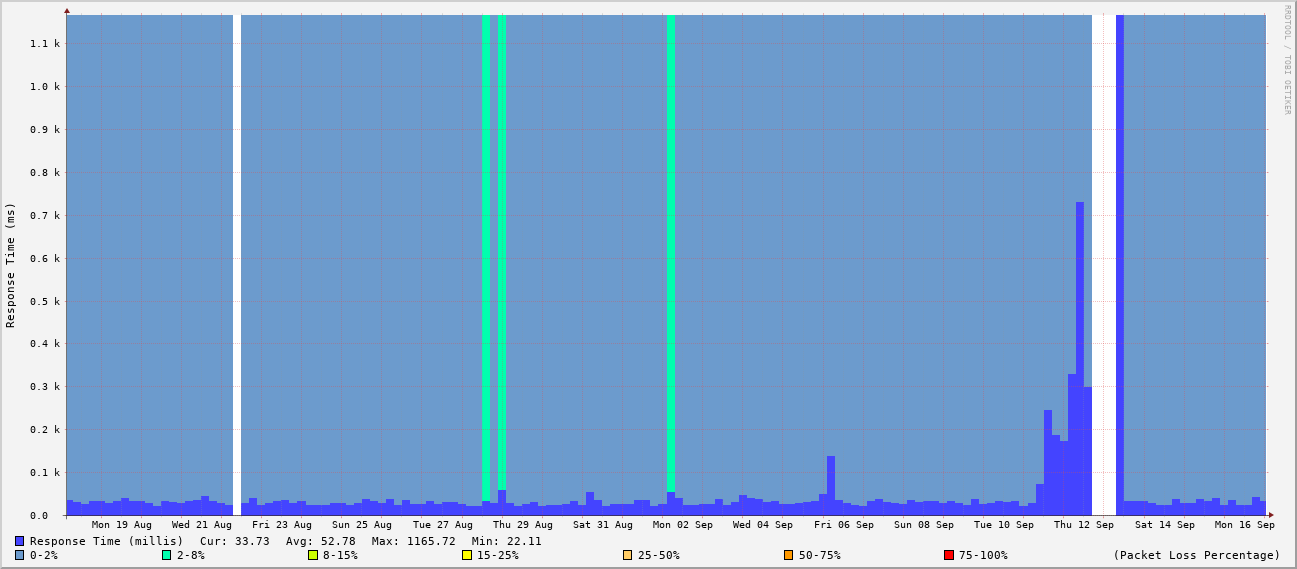 RRDTOOL / TOBI OETIKER
Response Time (ms)
1.1 k
1.0 k
0.9 k
0.8 k
0.7 k
0.6 k
0.5 k
0.4 k
0.3 k
0.2 k
0.1 k
0.0
Mon 19 Aug Wed 21 Aug Fri 23 Aug Sun 25 Aug Tue 27 Aug Thu 29 Aug Sat 31 Aug Mon 02 Sep Wed 04 Sep Fri 06 Sep Sun 08 Sep Tue 10 Sep Thu 12 Sep Sat 14 Sep Mon 16 Sep
Response Time (millis) Cur: 33.73 Avg: 52.78 Max: 1165.72 Min: 22.11
0-2% 2-8% 8-15% 15-25% 25-50% 50-75% 75-100% (Packet Loss Percentage)